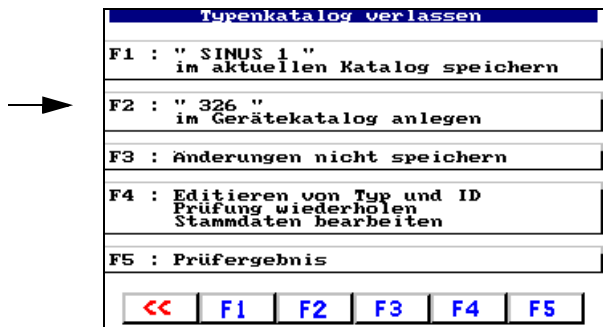 Typenkatalog verlassen
F1 : " SINUS 1 "
im aktuellen Katalog speichern
F2 : " 326 "
im Gerätekatalog anlegen
F3 : Änderungen nicht speichern
F4 : Editieren von Typ und ID
Prüfung wiederholen
Stammdaten bearbeiten
F5 : Prüfergebnis
<< F1 F2 F3 F4 F5